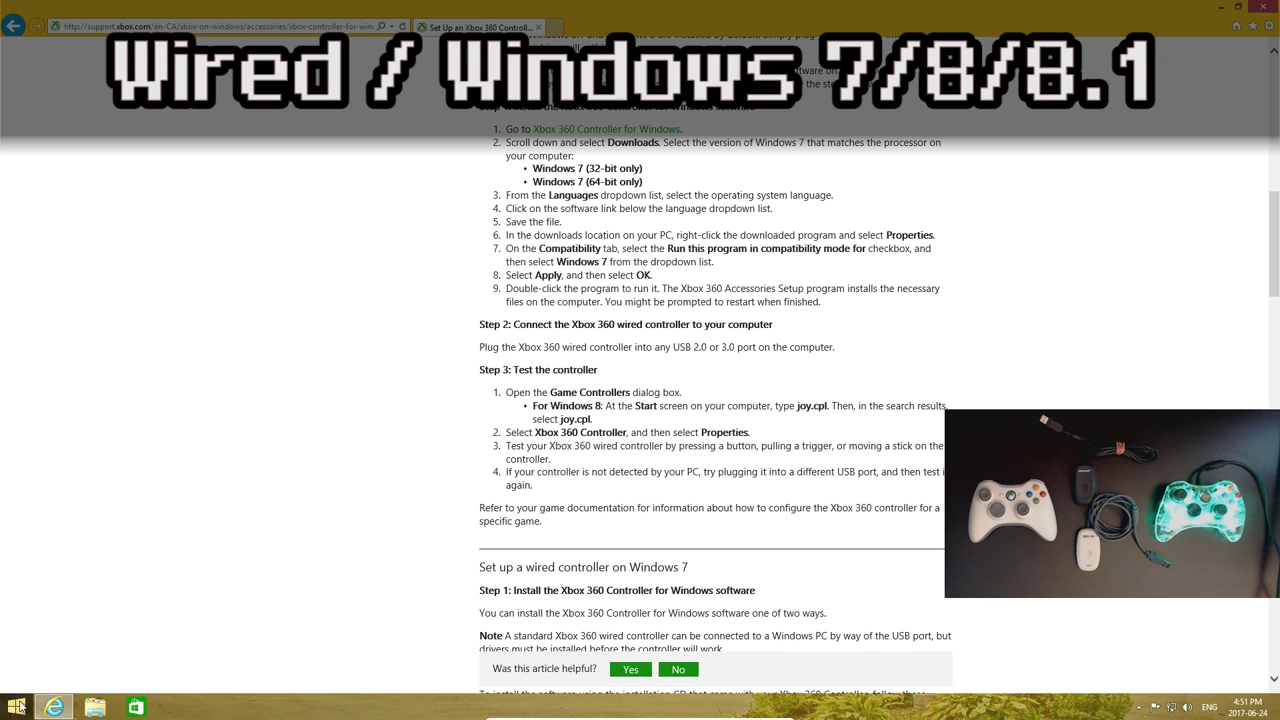 http://support.xbox.com/en-CA/xbox-on-windows/accessories/xbox-controller-for-win
Set Up an Xbox 360 Controll...
Wired / Windows 7/8/8.1
1. Go to Xbox 360 Controller for Windows.
2. Scroll down and select Downloads. Select the version of Windows 7 that matches the processor on
your computer:
• Windows 7 (32-bit only)
• Windows 7 (64-bit only)
3. From the Languages dropdown list, select the operating system language.
4. Click on the software link below the language dropdown list.
5. Save the file.
6. In the downloads location on your PC, right-click the downloaded program and select Properties.
7. On the Compatibility tab, select the Run this program in compatibility mode for checkbox, and
then select Windows 7 from the dropdown list.
8. Select Apply, and then select OK.
9. Double-click the program to run it. The Xbox 360 Accessories Setup program installs the necessary
files on the computer. You might be prompted to restart when finished.
Step 2: Connect the Xbox 360 wired controller to your computer
Plug the Xbox 360 wired controller into any USB 2.0 or 3.0 port on the computer.
Step 3: Test the controller
1. Open the Game Controllers dialog box.
• For Windows 8: At the Start screen on your computer, type joy.cpl. Then, in the search results,
select joy.cpl.
2. Select Xbox 360 Controller, and then select Properties.
3. Test your Xbox 360 wired controller by pressing a button, pulling a trigger, or moving a stick on the
controller.
4. If your controller is not detected by your PC, try plugging it into a different USB port, and then test
again.
Refer to your game documentation for information about how to configure the Xbox 360 controller for a
specific game.
Set up a wired controller on Windows 7
Step 1: Install the Xbox 360 Controller for Windows software
You can install the Xbox 360 Controller for Windows software one of two ways.
Note A standard Xbox 360 wired controller can be connected to a Windows PC by way of the USB port, but
drivers must be installed before the controller will work.
Was this article helpful? Yes No
ENG
4:51 PM
2017-06-24